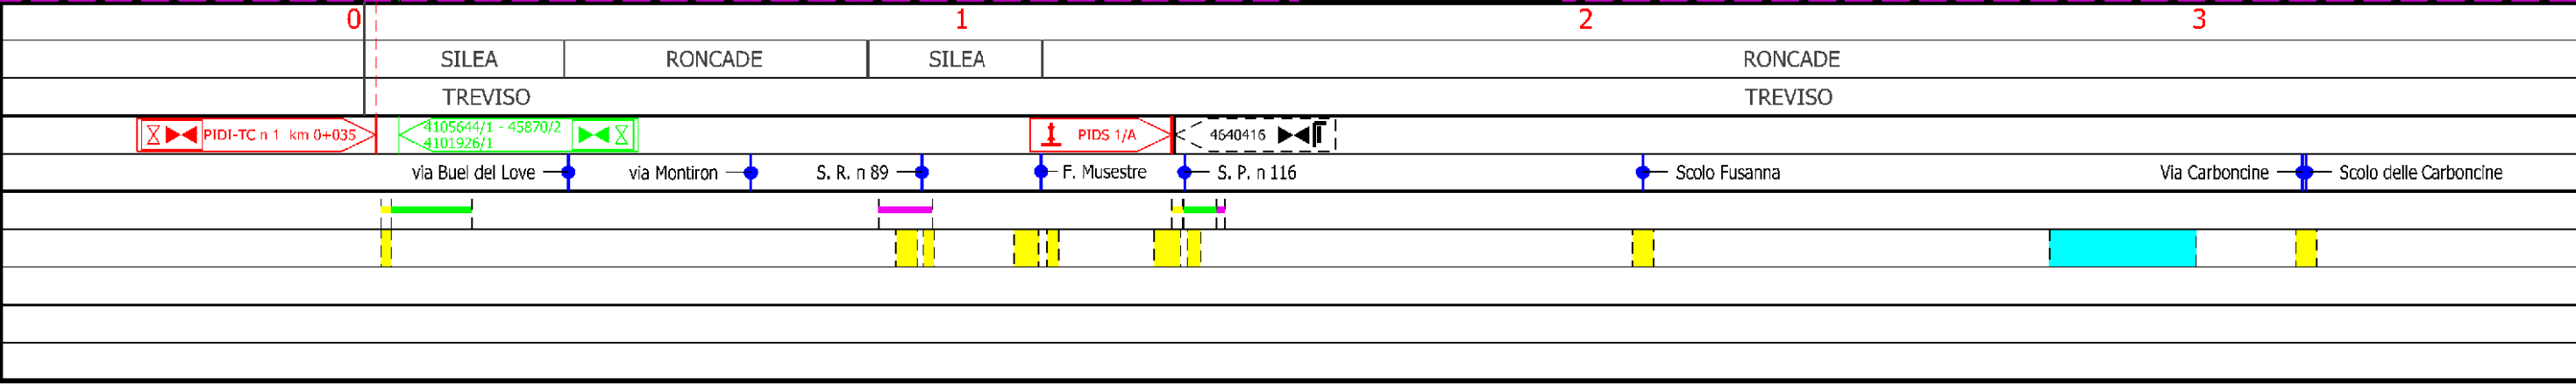 0 1 2 3
SILEA RONCADE SILEA RONCADE
TREVISO TREVISO
PIDI-TC n 1 km 0+035 4105644/1 - 45870/2 PIDS 1/A 4640416
4101926/1
via Buel del Love via Montiron S. R. n 89 F. Musestre S. P. n 116 Scolo Fusanna Via Carboncine Scolo delle Carboncine